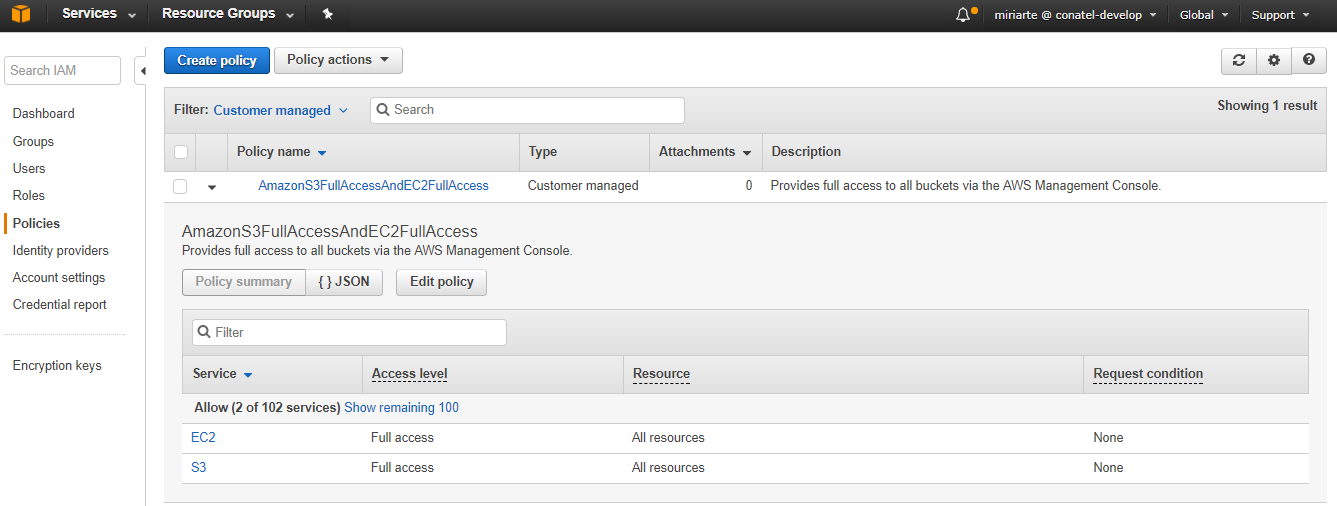 Services Resource Groups miriarte @ conatel-develop Global Support
Search IAM
Dashboard
Groups
Users
Roles
Policies
Identity providers
Account settings
Credential report
Encryption keys
Create policy Policy actions
Filter: Customer managed Search Showing 1 result
Policy name Type Attachments Description
AmazonS3FullAccessAndEC2FullAccess Customer managed 0 Provides full access to all buckets via the AWS Management Console.
AmazonS3FullAccessAndEC2FullAccess
Provides full access to all buckets via the AWS Management Console.
Policy summary { } JSON Edit policy
Filter
Service Access level Resource Request condition
Allow (2 of 102 services) Show remaining 100
EC2 Full access All resources None
S3 Full access All resources None